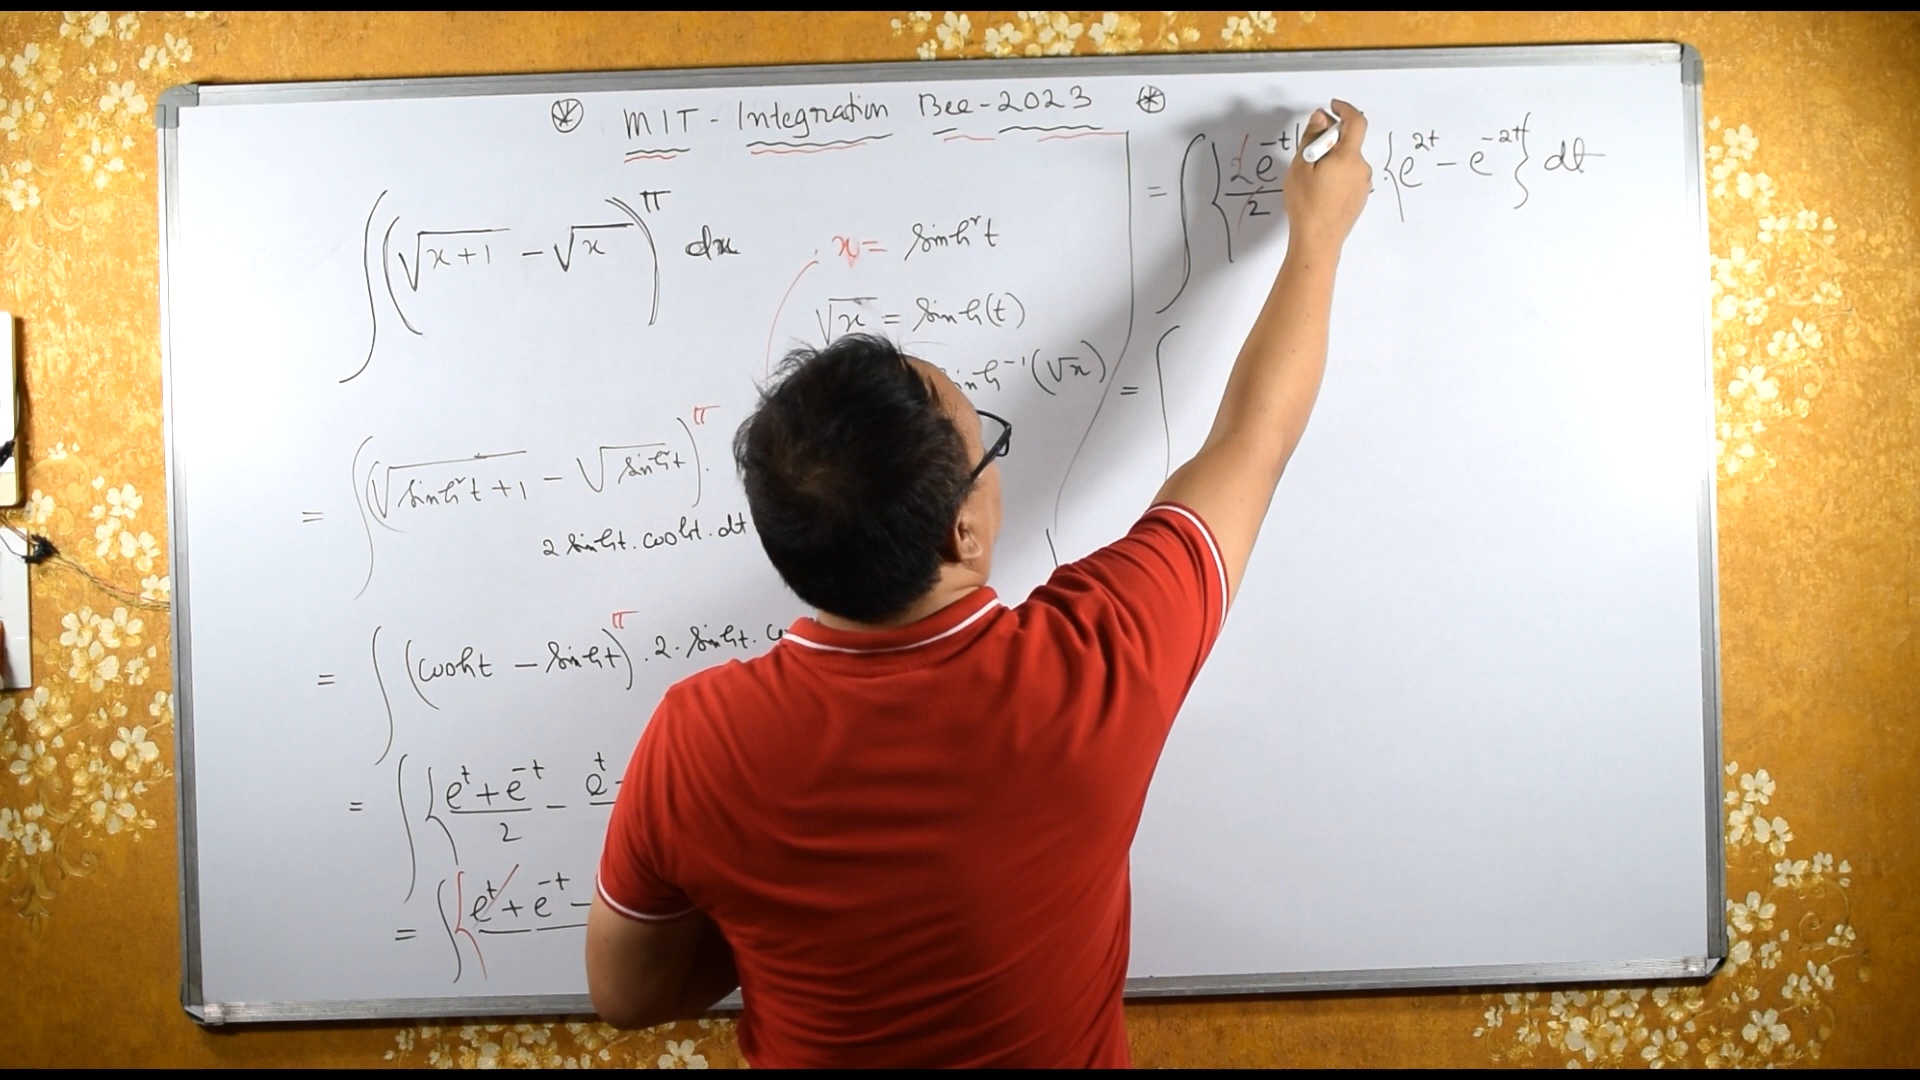 MIT - Integration Bee - 2023
∫ (√(x+1) - √x)^π dx
x = sinh²t
√x = sinh(t)
sinh⁻¹(√x)
= ∫ (√(sinh²t + 1) - √(sinh²t))^π .
2 sinht. cosht. dt
= ∫ (cosht - sinht)^π . 2. sinht.
= ∫ { (e^t + e^-t)/2 - e^t
= ∫ { e^t + e^-t -
= ∫ { 2e^-t / 2 . {e^2t - e^-2t} dt
= ∫